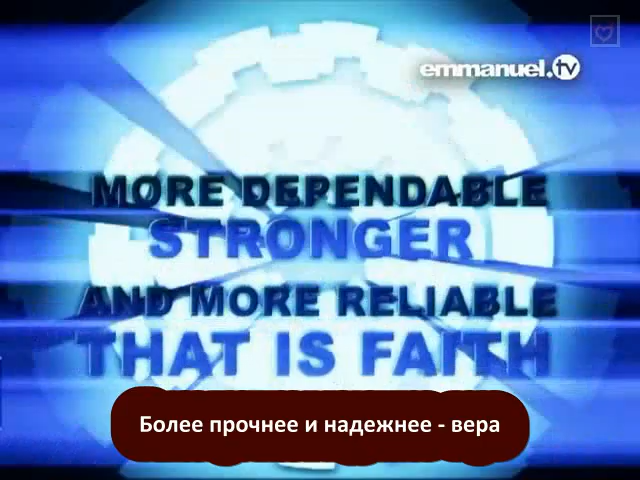 emmanuel.tv
MORE DEPENDABLE
STRONGER
AND MORE RELIABLE
THAT IS FAITH
Более прочнее и надежнее - вера